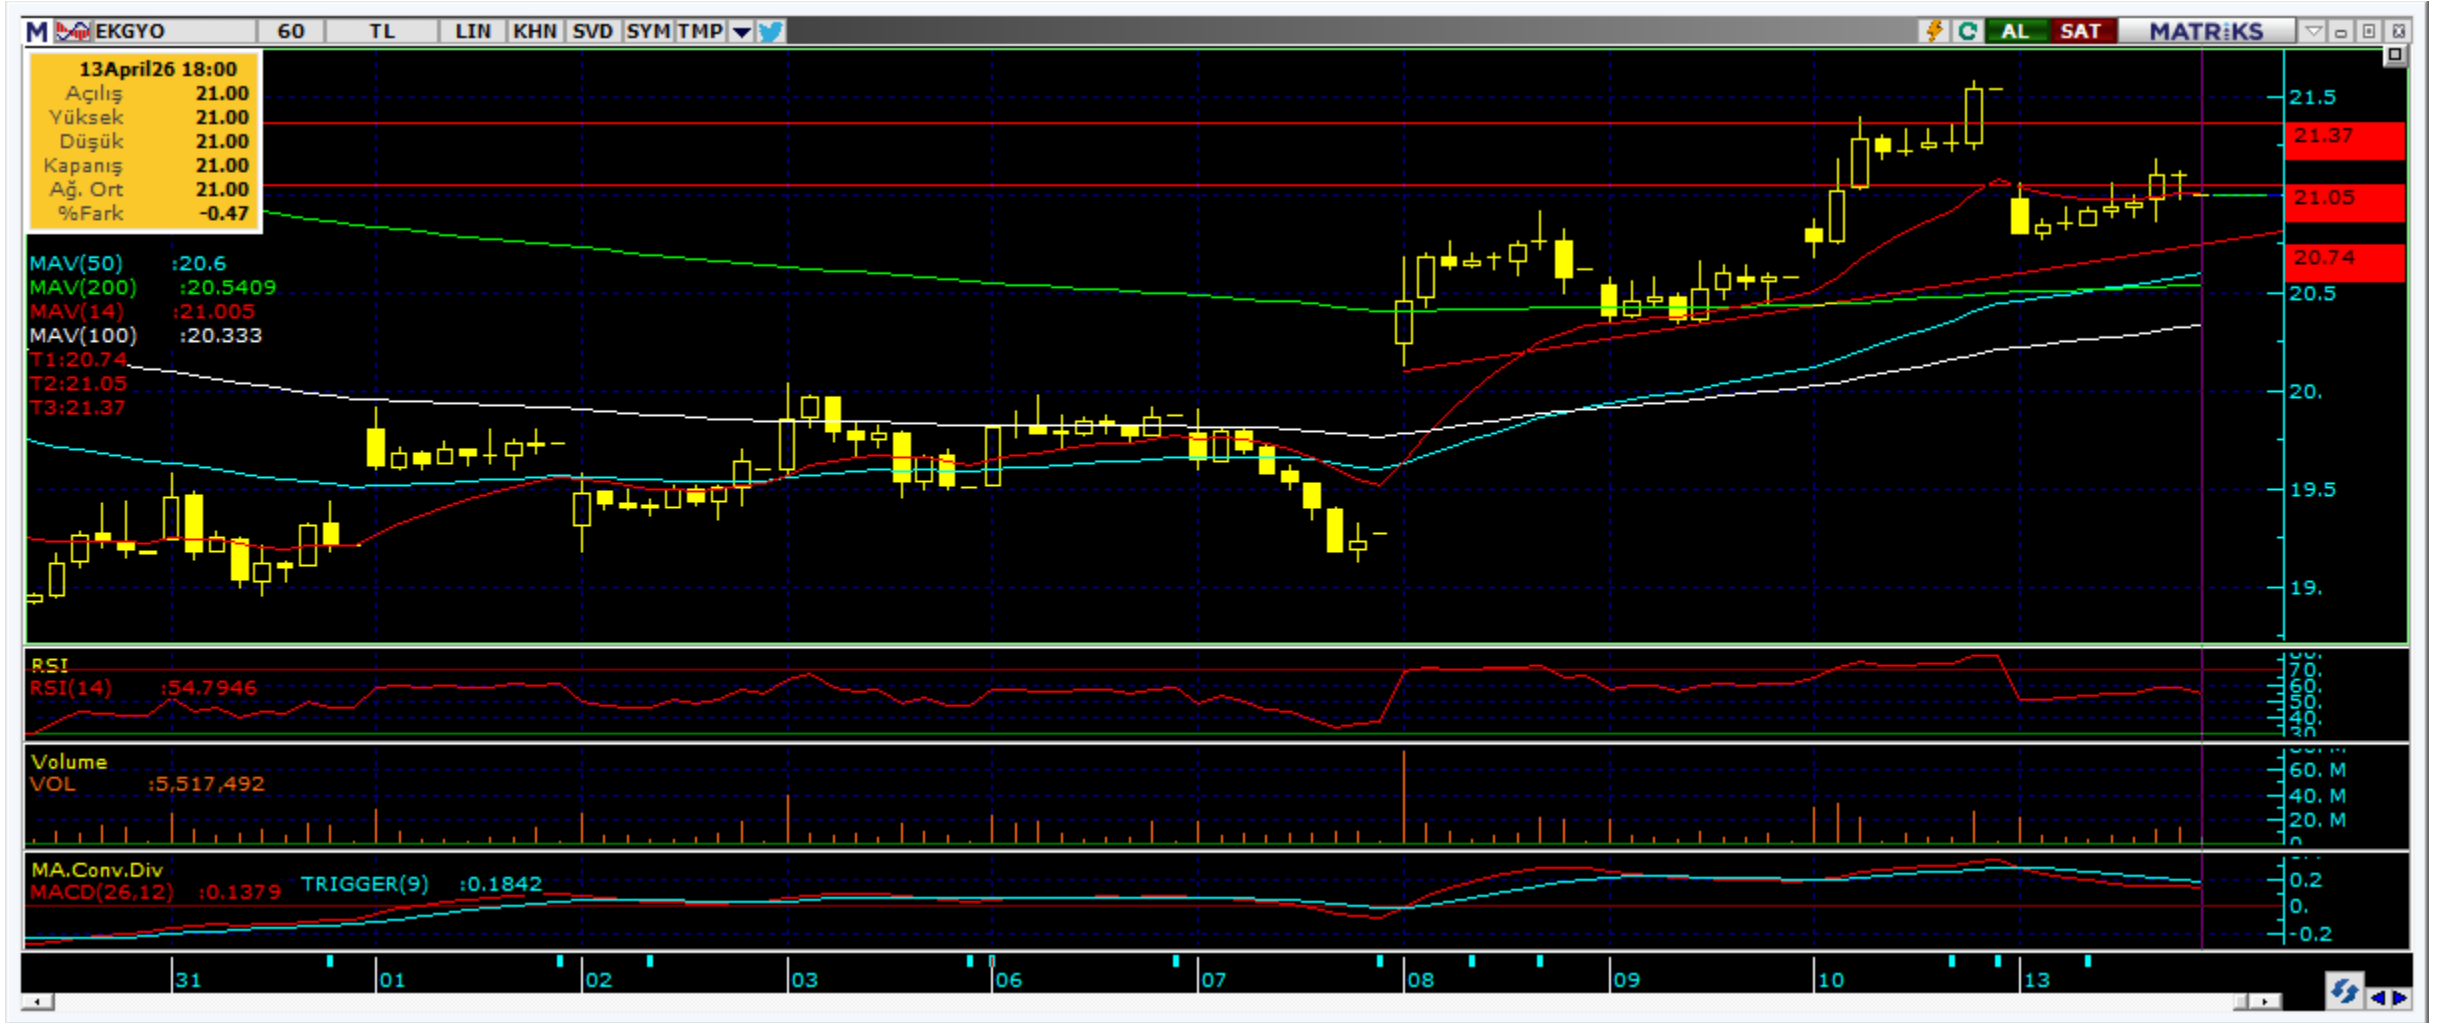 M EKGYO 60 TL LIN KHN SVD SYM TMP AL SAT MATRiKS
13April26 18:00
Açılış 21.00
Yüksek 21.00
Düşük 21.00
Kapanış 21.00
Ağ. Ort 21.00
%Fark -0.47
MAV(50) :20.6
MAV(200) :20.5409
MAV(14) :21.005
MAV(100) :20.333
T1:20.74
T2:21.05
T3:21.37
21.5
21.37
21.05
20.74
20.5
20.
19.5
19.
RSI
RSI(14) :54.7946
70.
60.
50.
40.
30
Volume
VOL :5,517,492
60. M
40. M
20. M
0
MA.Conv.Div
MACD(26,12) :0.1379 TRIGGER(9) :0.1842
0.2
0.
-0.2
31 01 02 03 06 07 08 09 10 13